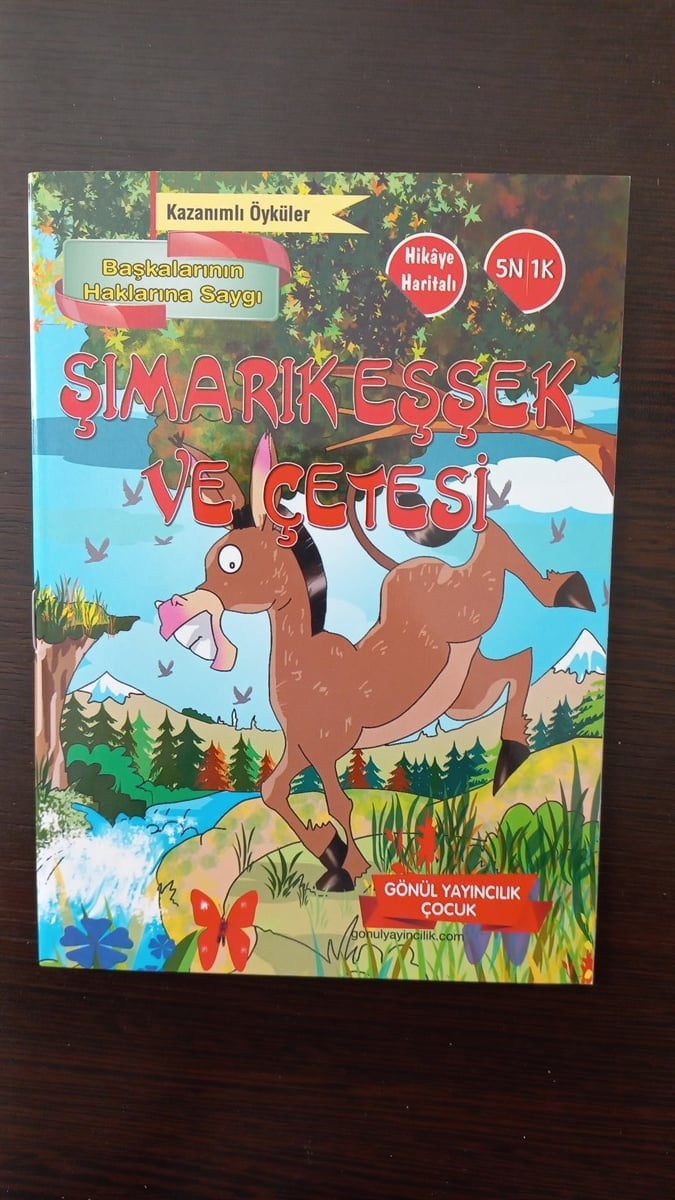 Kazanımlı Öyküler
Başkalarının
Haklarına Saygı
Hikâye
Haritalı
5N 1K
ŞIMARIK EŞŞEK
VE ÇETESİ
GÖNÜL YAYINCILIK
ÇOCUK
gonulyayincilik.com